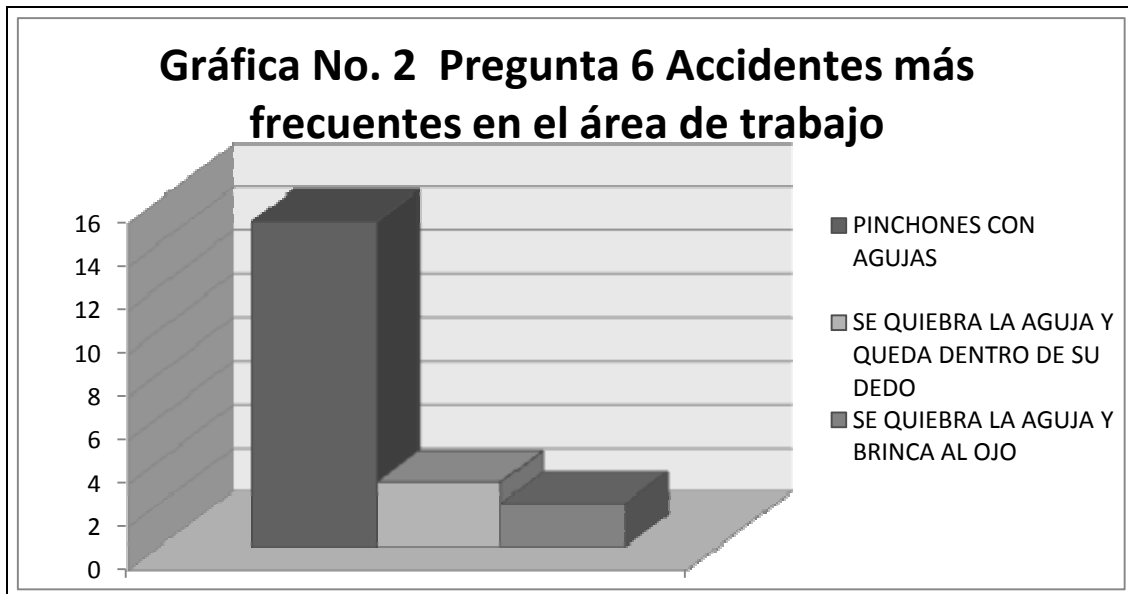 Gráfica No. 2  Pregunta 6 Accidentes más
frecuentes en el área de trabajo
16
14
12
10
8
6
4
2
0
PINCHONES CON
AGUJAS
SE QUIEBRA LA AGUJA Y
QUEDA DENTRO DE SU
DEDO
SE QUIEBRA LA AGUJA Y
BRINCA AL OJO